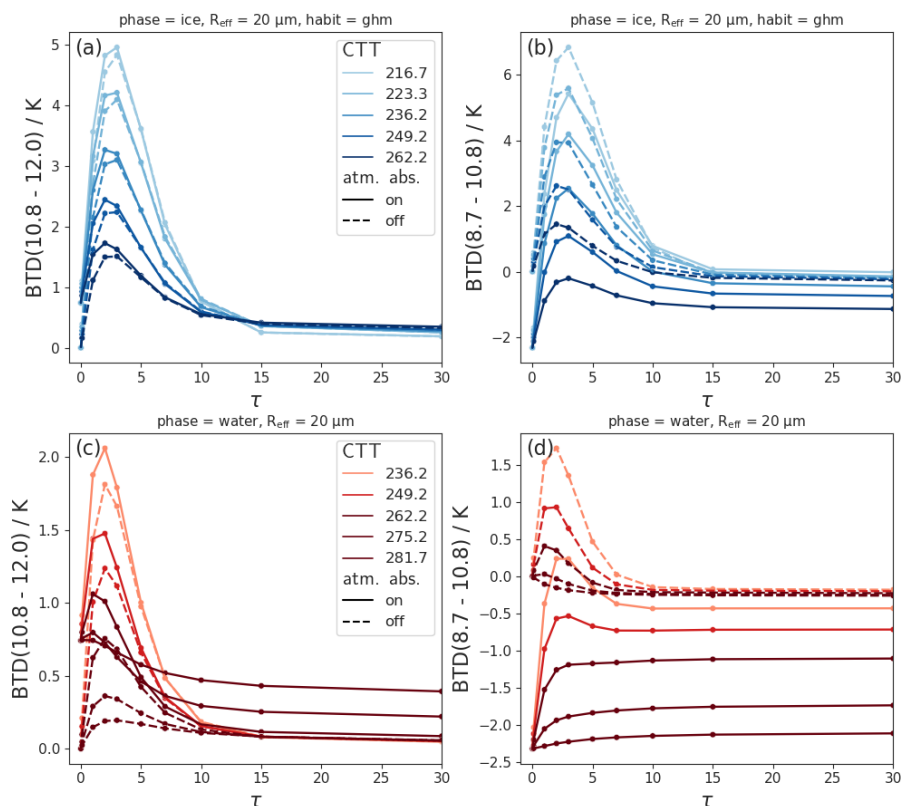 phase = ice, Reff = 20 µm, habit = ghm
(a)
BTD(10.8 - 12.0) / K
5
4
3
2
1
0
CTT
216.7
223.3
236.2
249.2
262.2
atm. abs.
on
off
0 5 10 15 20 25 30
τ
phase = ice, Reff = 20 µm, habit = ghm
(b)
BTD(8.7 - 10.8) / K
6
4
2
0
−2
0 5 10 15 20 25 30
τ
phase = water, Reff = 20 µm
(c)
BTD(10.8 - 12.0) / K
2.0
1.5
1.0
0.5
0.0
CTT
236.2
249.2
262.2
275.2
281.7
atm. abs.
on
off
0 5 10 15 20 25 30
τ
phase = water, Reff = 20 µm
(d)
BTD(8.7 - 10.8) / K
1.5
1.0
0.5
0.0
−0.5
−1.0
−1.5
−2.0
−2.5
0 5 10 15 20 25 30
τ